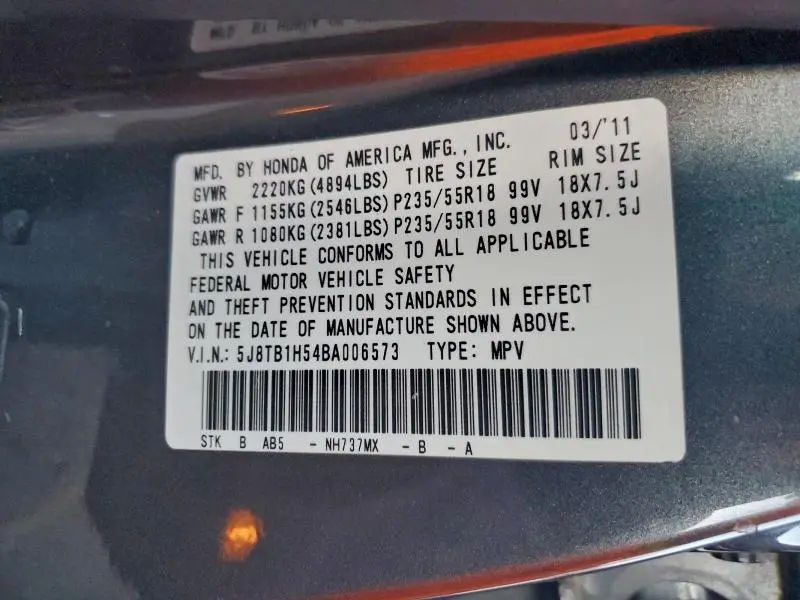 MFD. BY HONDA OF AMERICA MFG., INC. 03/'11
GVWR 2220KG (4894LBS) TIRE SIZE RIM SIZE
GAWR F 1155KG (2546LBS) P235/55R18 99V 18X7.5J
GAWR R 1080KG (2381LBS) P235/55R18 99V 18X7.5J
THIS VEHICLE CONFORMS TO ALL APPLICABLE
FEDERAL MOTOR VEHICLE SAFETY
AND THEFT PREVENTION STANDARDS IN EFFECT
ON THE DATE OF MANUFACTURE SHOWN ABOVE.
V.I.N.: 5J8TB1H54BA006573 TYPE: MPV
STK B AB5 - NH737MX - B - A